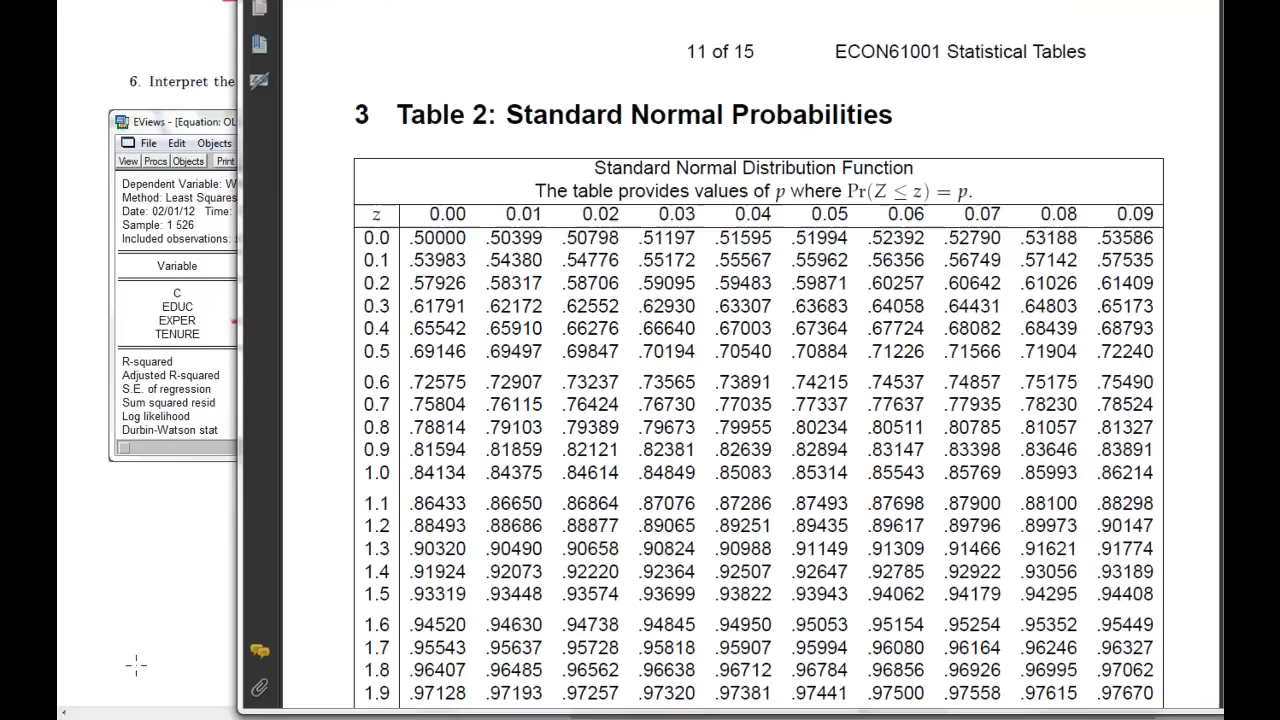 6. Interpret the
EViews - [Equation: OL
File Edit Objects
View Procs Objects Print
Dependent Variable: W
Method: Least Squares
Date: 02/01/12 Time:
Sample: 1 526
Included observations:
Variable
C
EDUC
EXPER
TENURE
R-squared
Adjusted R-squared
S.E. of regression
Sum squared resid
Log likelihood
Durbin-Watson stat
11 of 15 ECON61001 Statistical Tables
3 Table 2: Standard Normal Probabilities
Standard Normal Distribution Function
The table provides values of p where Pr(Z ≤ z) = p.
z 0.00 0.01 0.02 0.03 0.04 0.05 0.06 0.07 0.08 0.09
0.0 .50000 .50399 .50798 .51197 .51595 .51994 .52392 .52790 .53188 .53586
0.1 .53983 .54380 .54776 .55172 .55567 .55962 .56356 .56749 .57142 .57535
0.2 .57926 .58317 .58706 .59095 .59483 .59871 .60257 .60642 .61026 .61409
0.3 .61791 .62172 .62552 .62930 .63307 .63683 .64058 .64431 .64803 .65173
0.4 .65542 .65910 .66276 .66640 .67003 .67364 .67724 .68082 .68439 .68793
0.5 .69146 .69497 .69847 .70194 .70540 .70884 .71226 .71566 .71904 .72240
0.6 .72575 .72907 .73237 .73565 .73891 .74215 .74537 .74857 .75175 .75490
0.7 .75804 .76115 .76424 .76730 .77035 .77337 .77637 .77935 .78230 .78524
0.8 .78814 .79103 .79389 .79673 .79955 .80234 .80511 .80785 .81057 .81327
0.9 .81594 .81859 .82121 .82381 .82639 .82894 .83147 .83398 .83646 .83891
1.0 .84134 .84375 .84614 .84849 .85083 .85314 .85543 .85769 .85993 .86214
1.1 .86433 .86650 .86864 .87076 .87286 .87493 .87698 .87900 .88100 .88298
1.2 .88493 .88686 .88877 .89065 .89251 .89435 .89617 .89796 .89973 .90147
1.3 .90320 .90490 .90658 .90824 .90988 .91149 .91309 .91466 .91621 .91774
1.4 .91924 .92073 .92220 .92364 .92507 .92647 .92785 .92922 .93056 .93189
1.5 .93319 .93448 .93574 .93699 .93822 .93943 .94062 .94179 .94295 .94408
1.6 .94520 .94630 .94738 .94845 .94950 .95053 .95154 .95254 .95352 .95449
1.7 .95543 .95637 .95728 .95818 .95907 .95994 .96080 .96164 .96246 .96327
1.8 .96407 .96485 .96562 .96638 .96712 .96784 .96856 .96926 .96995 .97062
1.9 .97128 .97193 .97257 .97320 .97381 .97441 .97500 .97558 .97615 .97670